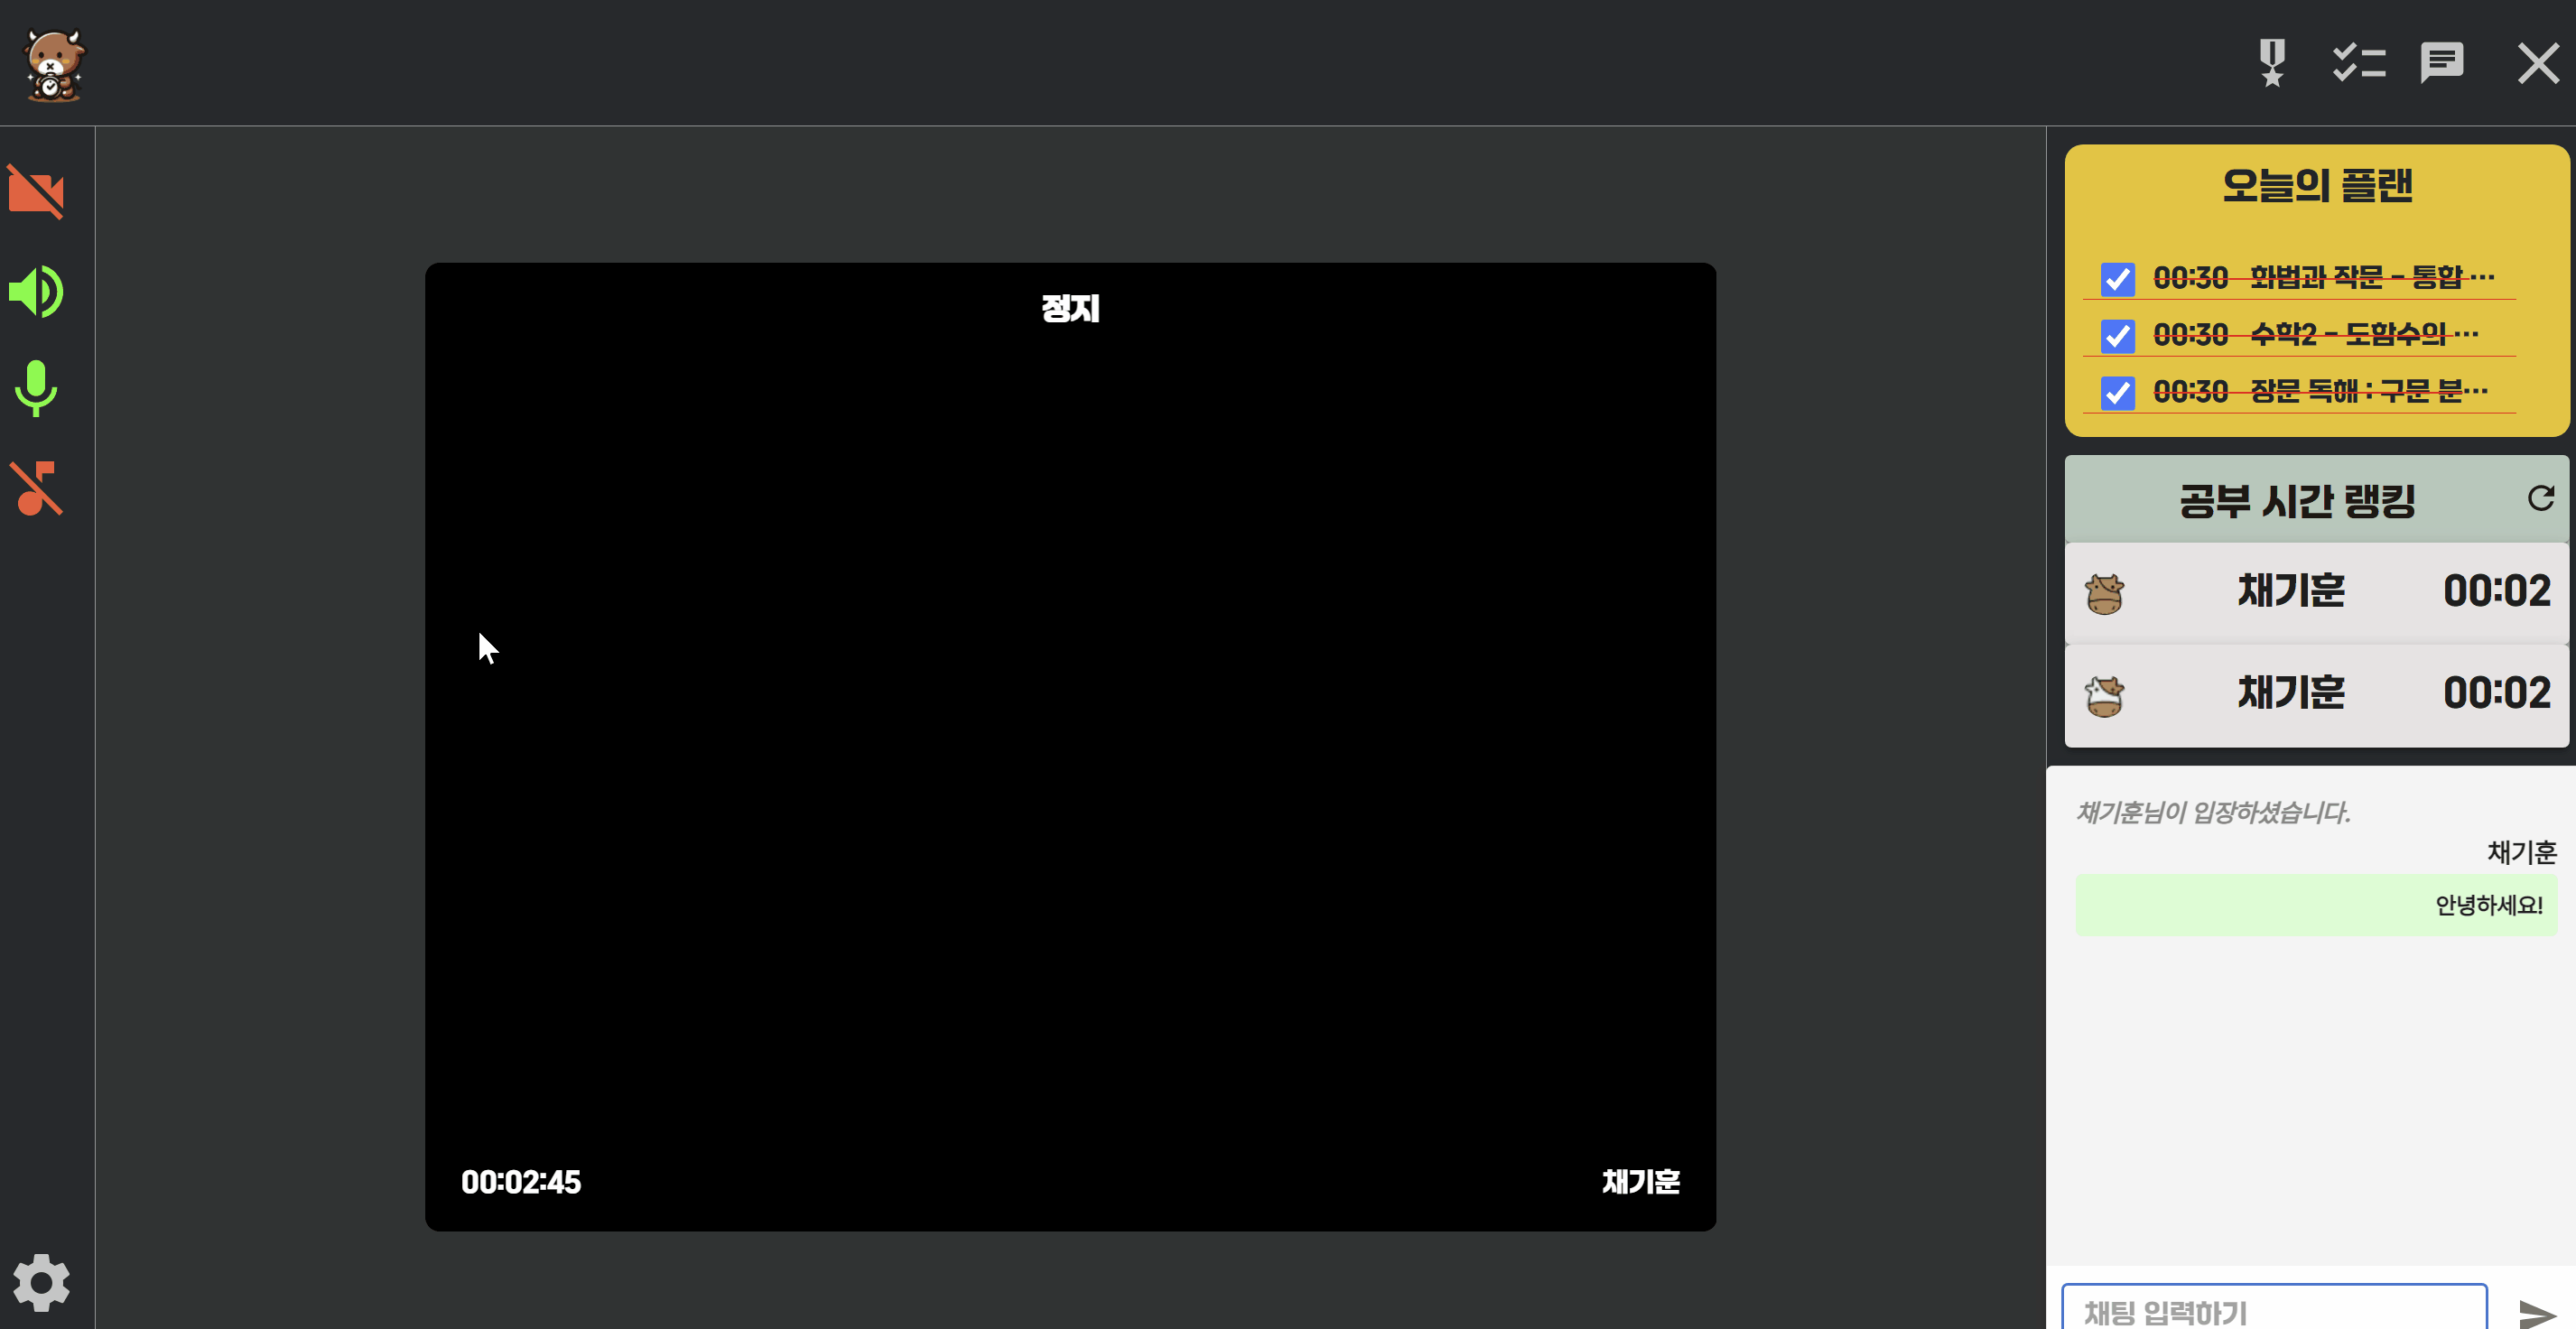 오늘의 플랜
00:30 화법과 작문 - 통합 ...
00:30 수학2 - 도함수의 ...
00:30 장문 독해 : 구문 분...
정지
공부 시간 랭킹
채기훈 00:02
채기훈 00:02
채기훈님이 입장하셨습니다.
채기훈
안녕하세요!
00:02:45 채기훈
채팅 입력하기